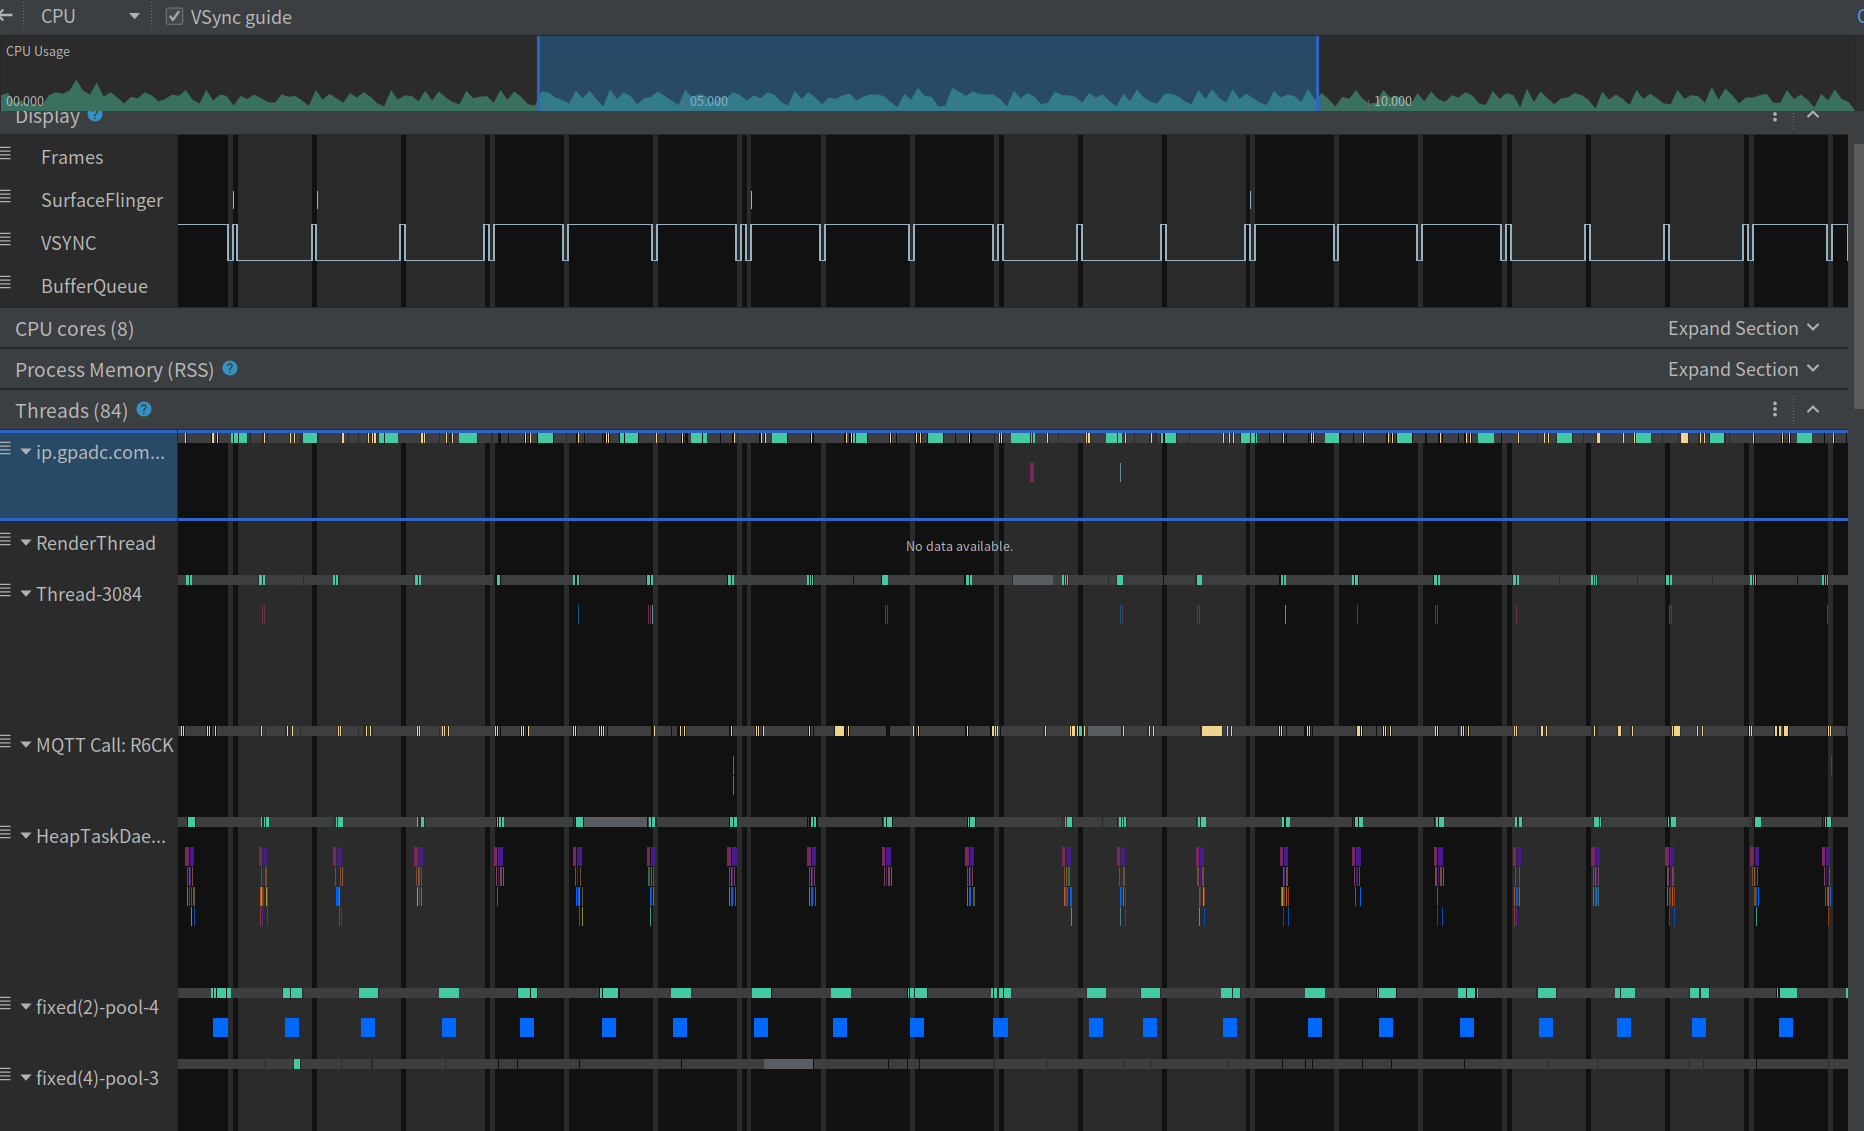 CPU
VSync guide
CPU Usage
00.000
05.000
10.000
Display
?
Frames
SurfaceFlinger
VSYNC
BufferQueue
CPU cores (8)
Expand Section
Process Memory (RSS) ?
Expand Section
Threads (84) ?
ip.gpadc.com...
RenderThread
No data available.
Thread-3084
MQTT Call: R6CK
HeapTaskDae...
fixed(2)-pool-4
fixed(4)-pool-3